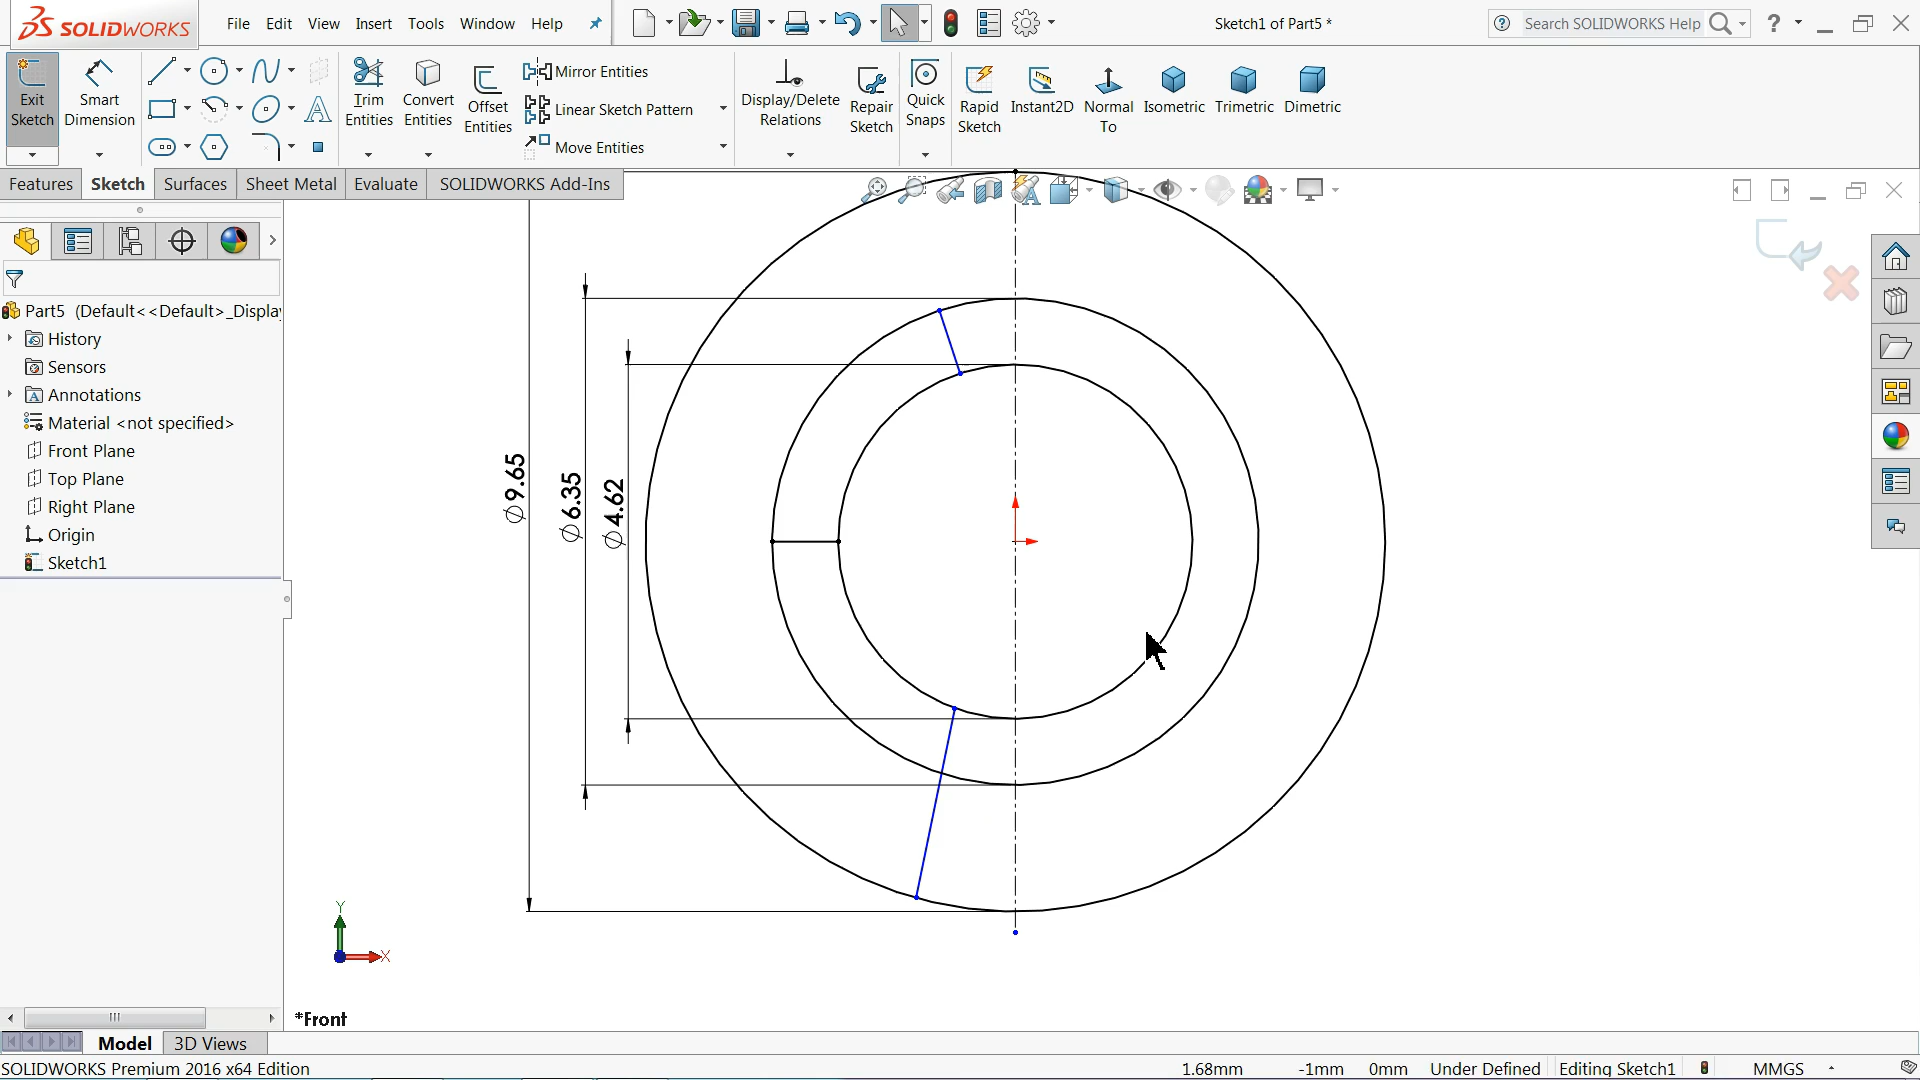 SOLIDWORKS File Edit View Insert Tools Window Help Sketch1 of Part5 * Search SOLIDWORKS Help ?
Exit Sketch
Smart Dimension
Trim Entities
Convert Entities
Offset Entities
Mirror Entities
Linear Sketch Pattern
Move Entities
Display/Delete Relations
Repair Sketch
Quick Snaps
Rapid Sketch
Instant2D
Normal To
Isometric
Trimetric
Dimetric
Features Sketch Surfaces Sheet Metal Evaluate SOLIDWORKS Add-Ins
Part5 (Default<<Default>_Displa
History
Sensors
Annotations
Material <not specified>
Front Plane
Top Plane
Right Plane
Origin
Sketch1
∅9.65
∅6.35
∅4.62
Y
X
*Front
Model 3D Views
SOLIDWORKS Premium 2016 x64 Edition 1.68mm -1mm 0mm Under Defined Editing Sketch1 MMGS